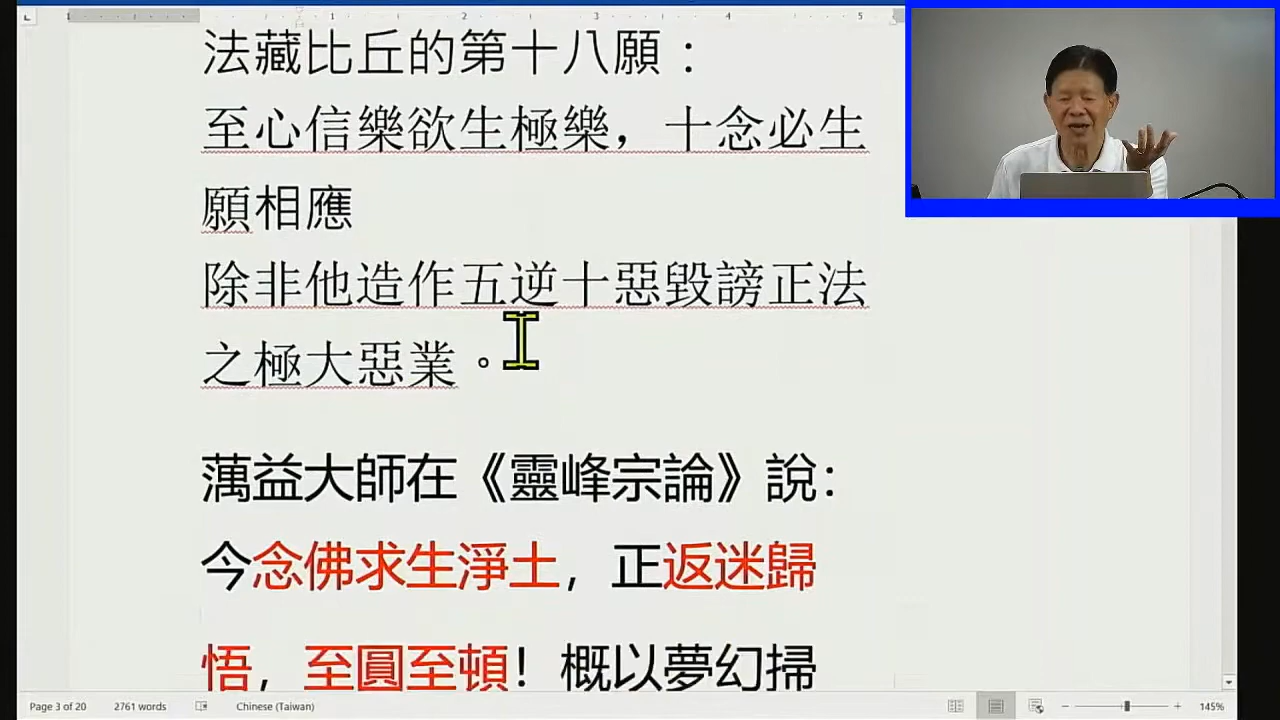 法藏比丘的第十八願：
至心信樂欲生極樂，十念必生
願相應
除非他造作五逆十惡毀謗正法
之極大惡業。
蕅益大師在《靈峰宗論》說：
今念佛求生淨土，正返迷歸
悟，至圓至頓！概以夢幻掃
Page 3 of 20 2761 words Chinese (Taiwan) 145%